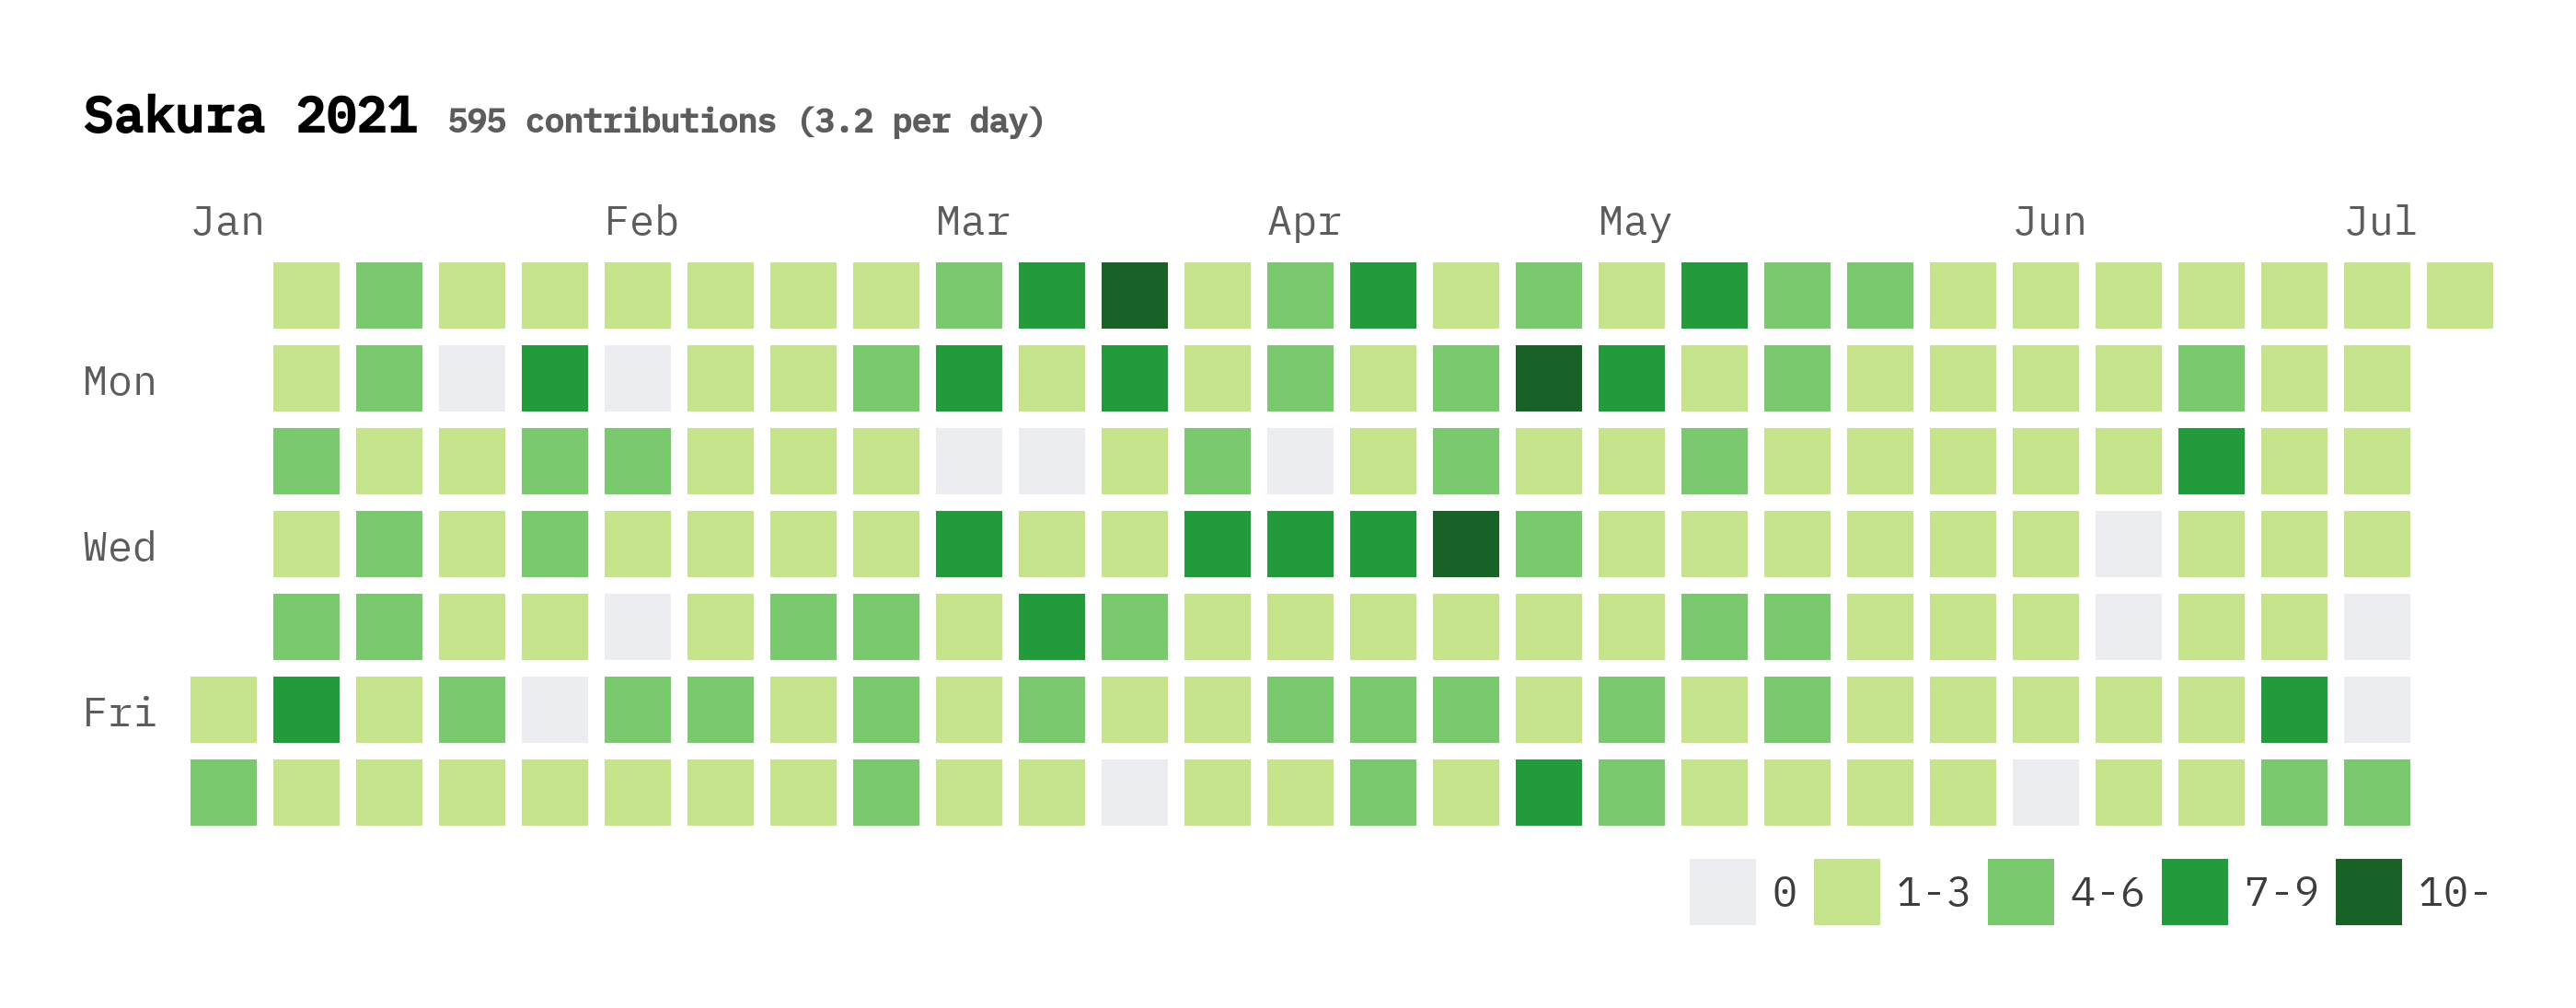 Sakura 2021 595 contributions (3.2 per day)
Jan Feb Mar Apr May Jun Jul
Mon
Wed
Fri
0 1-3 4-6 7-9 10-